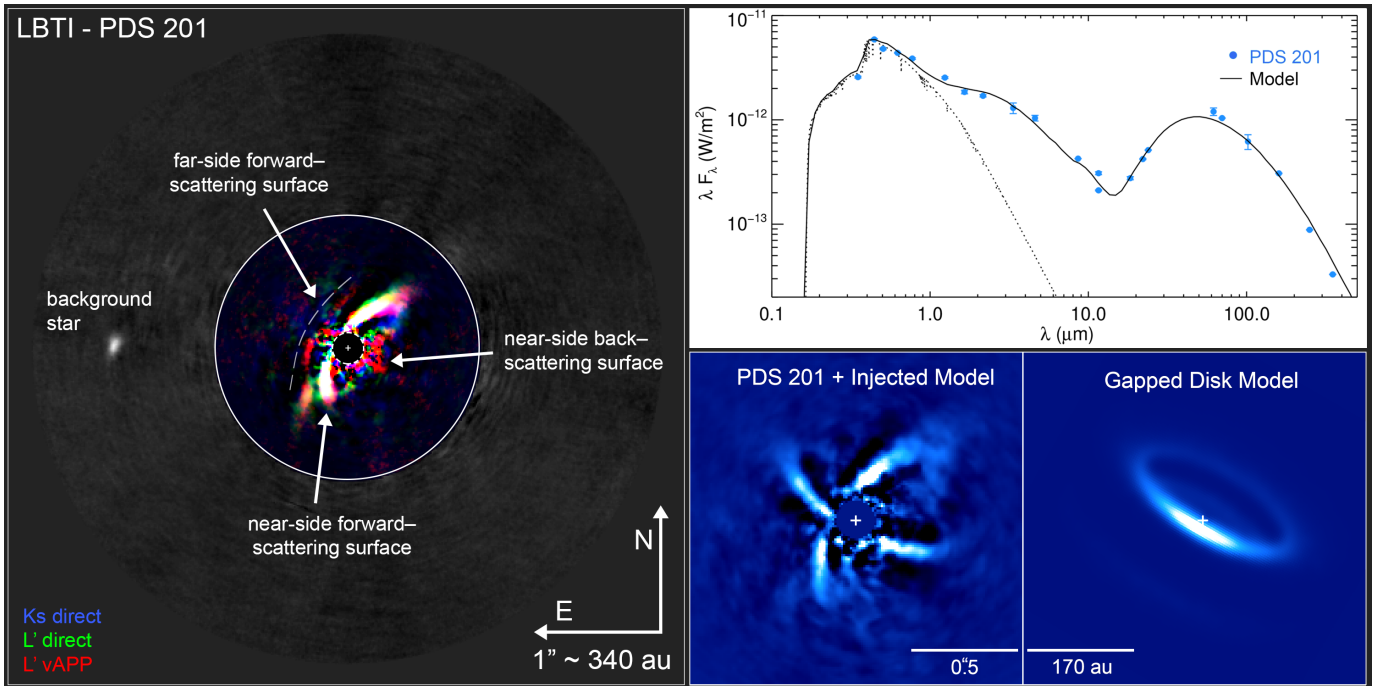 LBTI - PDS 201
far-side forward–
scattering surface
background
star
near-side back–
scattering surface
near-side forward–
scattering surface
N
E
1” ~ 340 au
Ks direct
L’ direct
L’ vAPP
10⁻¹¹
10⁻¹²
10⁻¹³
λ Fλ (W/m²)
PDS 201
Model
0.1 1.0 10.0 100.0
λ (μm)
PDS 201 + Injected Model
0.“5
Gapped Disk Model
170 au